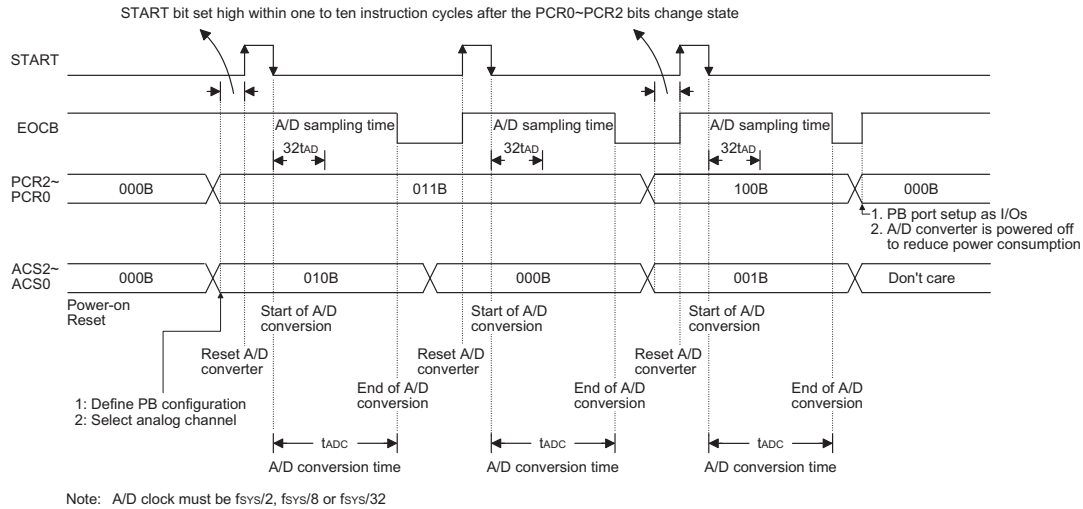 START bit set high within one to ten instruction cycles after the PCR0~PCR2 bits change state
START
EOCB
A/D sampling time
A/D sampling time
A/D sampling time
32tAD
32tAD
32tAD
PCR2~
PCR0
000B
011B
100B
000B
1. PB port setup as I/Os
2. A/D converter is powered off
to reduce power consumption
ACS2~
ACS0
000B
010B
000B
001B
Don't care
Power-on
Reset
Start of A/D
conversion
Start of A/D
conversion
Start of A/D
conversion
Reset A/D
converter
Reset A/D
converter
Reset A/D
converter
1: Define PB configuration
2: Select analog channel
End of A/D
conversion
End of A/D
conversion
End of A/D
conversion
tADC
tADC
tADC
A/D conversion time
A/D conversion time
A/D conversion time
Note: A/D clock must be fSYS/2, fSYS/8 or fSYS/32